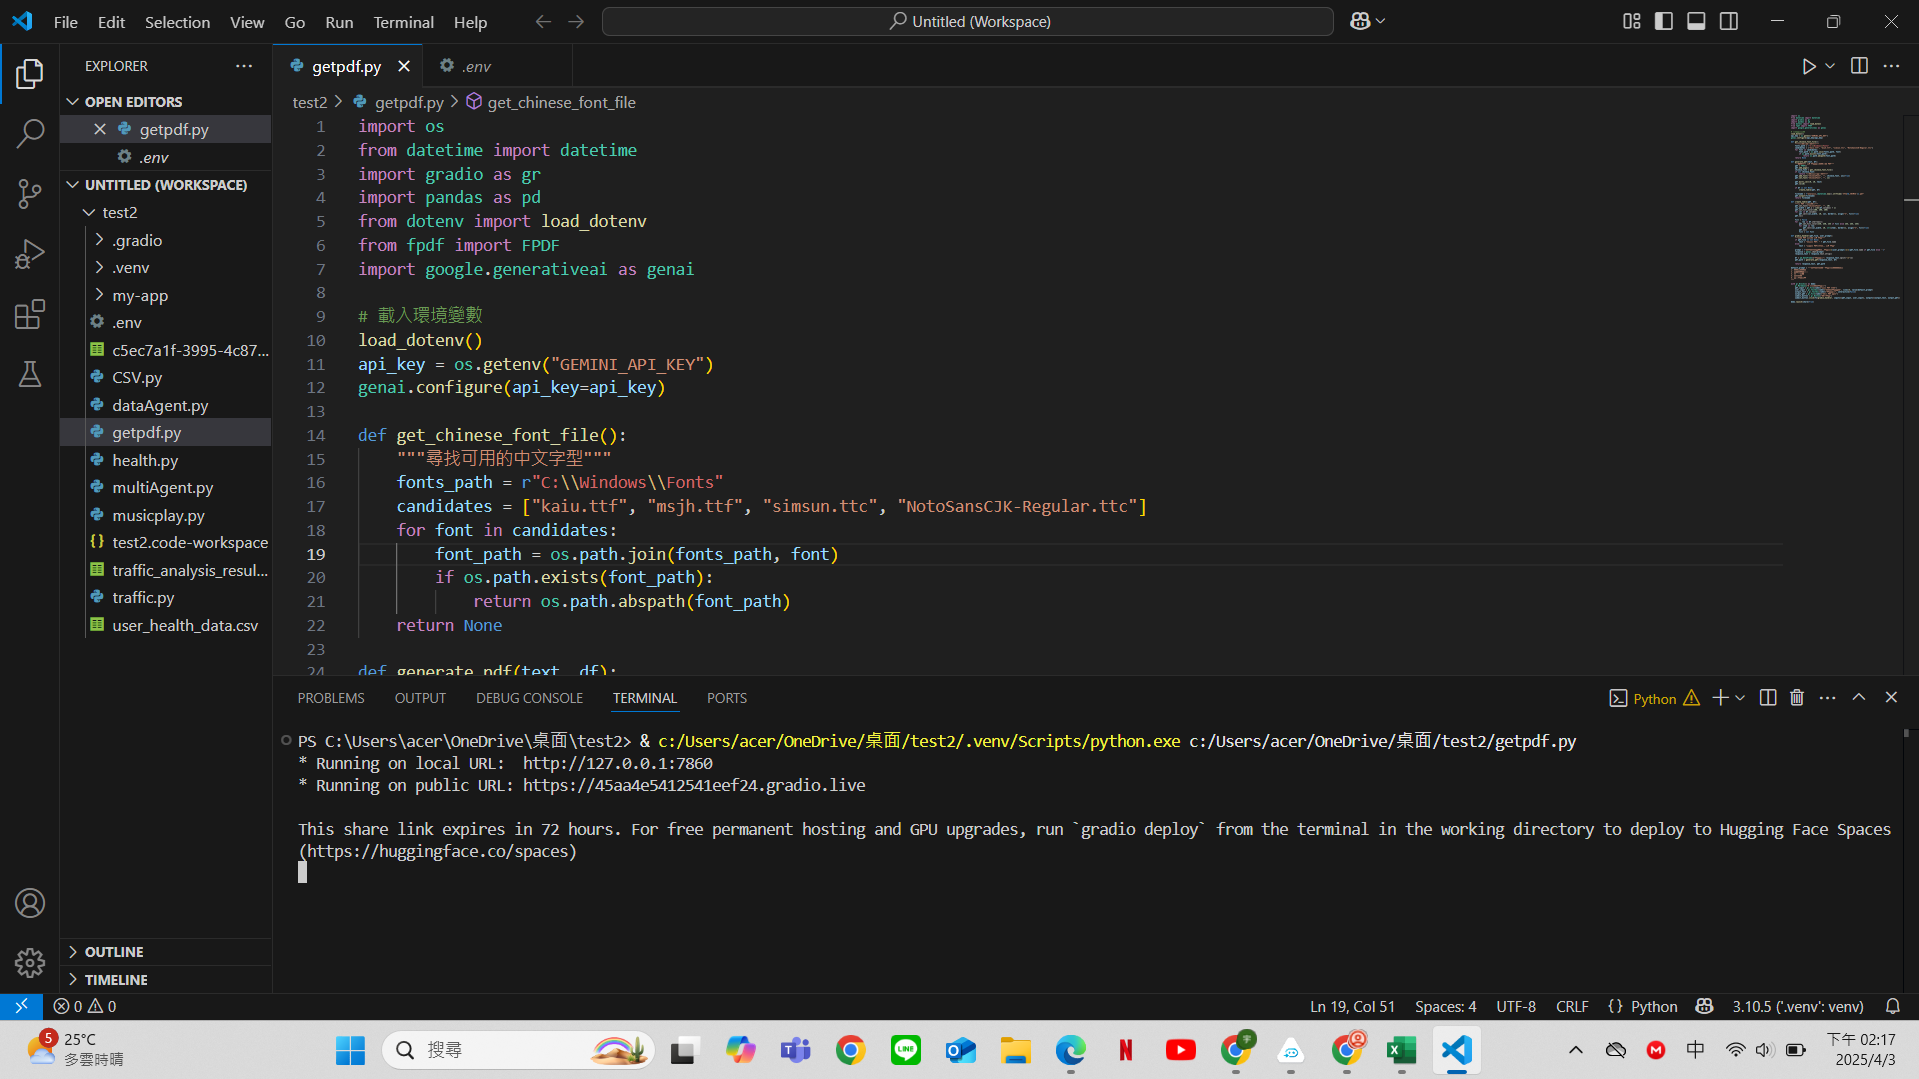 File Edit Selection View Go Run Terminal Help
Untitled (Workspace)
EXPLORER
OPEN EDITORS
getpdf.py
.env
UNTITLED (WORKSPACE)
test2
.gradio
.venv
my-app
.env
c5ec7a1f-3995-4c87...
CSV.py
dataAgent.py
getpdf.py
health.py
multiAgent.py
musicplay.py
test2.code-workspace
traffic_analysis_resul...
traffic.py
user_health_data.csv
OUTLINE
TIMELINE
getpdf.py
.env
test2 > getpdf.py > get_chinese_font_file
1 import os
2 from datetime import datetime
3 import gradio as gr
4 import pandas as pd
5 from dotenv import load_dotenv
6 from fpdf import FPDF
7 import google.generativeai as genai
8
9 # 載入環境變數
10 load_dotenv()
11 api_key = os.getenv("GEMINI_API_KEY")
12 genai.configure(api_key=api_key)
13
14 def get_chinese_font_file():
15 """尋找可用的中文字型"""
16 fonts_path = r"C:\\Windows\\Fonts"
17 candidates = ["kaiu.ttf", "msjh.ttf", "simsun.ttc", "NotoSansCJK-Regular.ttc"]
18 for font in candidates:
19 font_path = os.path.join(fonts_path, font)
20 if os.path.exists(font_path):
21 return os.path.abspath(font_path)
22 return None
23
24 def generate_pdf(text, df):
PROBLEMS OUTPUT DEBUG CONSOLE TERMINAL PORTS
Python
PS C:\Users\acer\OneDrive\桌面\test2> & c:/Users/acer/OneDrive/桌面/test2/.venv/Scripts/python.exe c:/Users/acer/OneDrive/桌面/test2/getpdf.py
* Running on local URL:  http://127.0.0.1:7860
* Running on public URL: https://45aa4e5412541eef24.gradio.live
This share link expires in 72 hours. For free permanent hosting and GPU upgrades, run `gradio deploy` from the terminal in the working directory to deploy to Hugging Face Spaces
(https://huggingface.co/spaces)
0 0
Ln 19, Col 51 Spaces: 4 UTF-8 CRLF {} Python 3.10.5 ('.venv': venv)
5
25°C
多雲時晴
搜尋
LINE
中
下午 02:17
2025/4/3